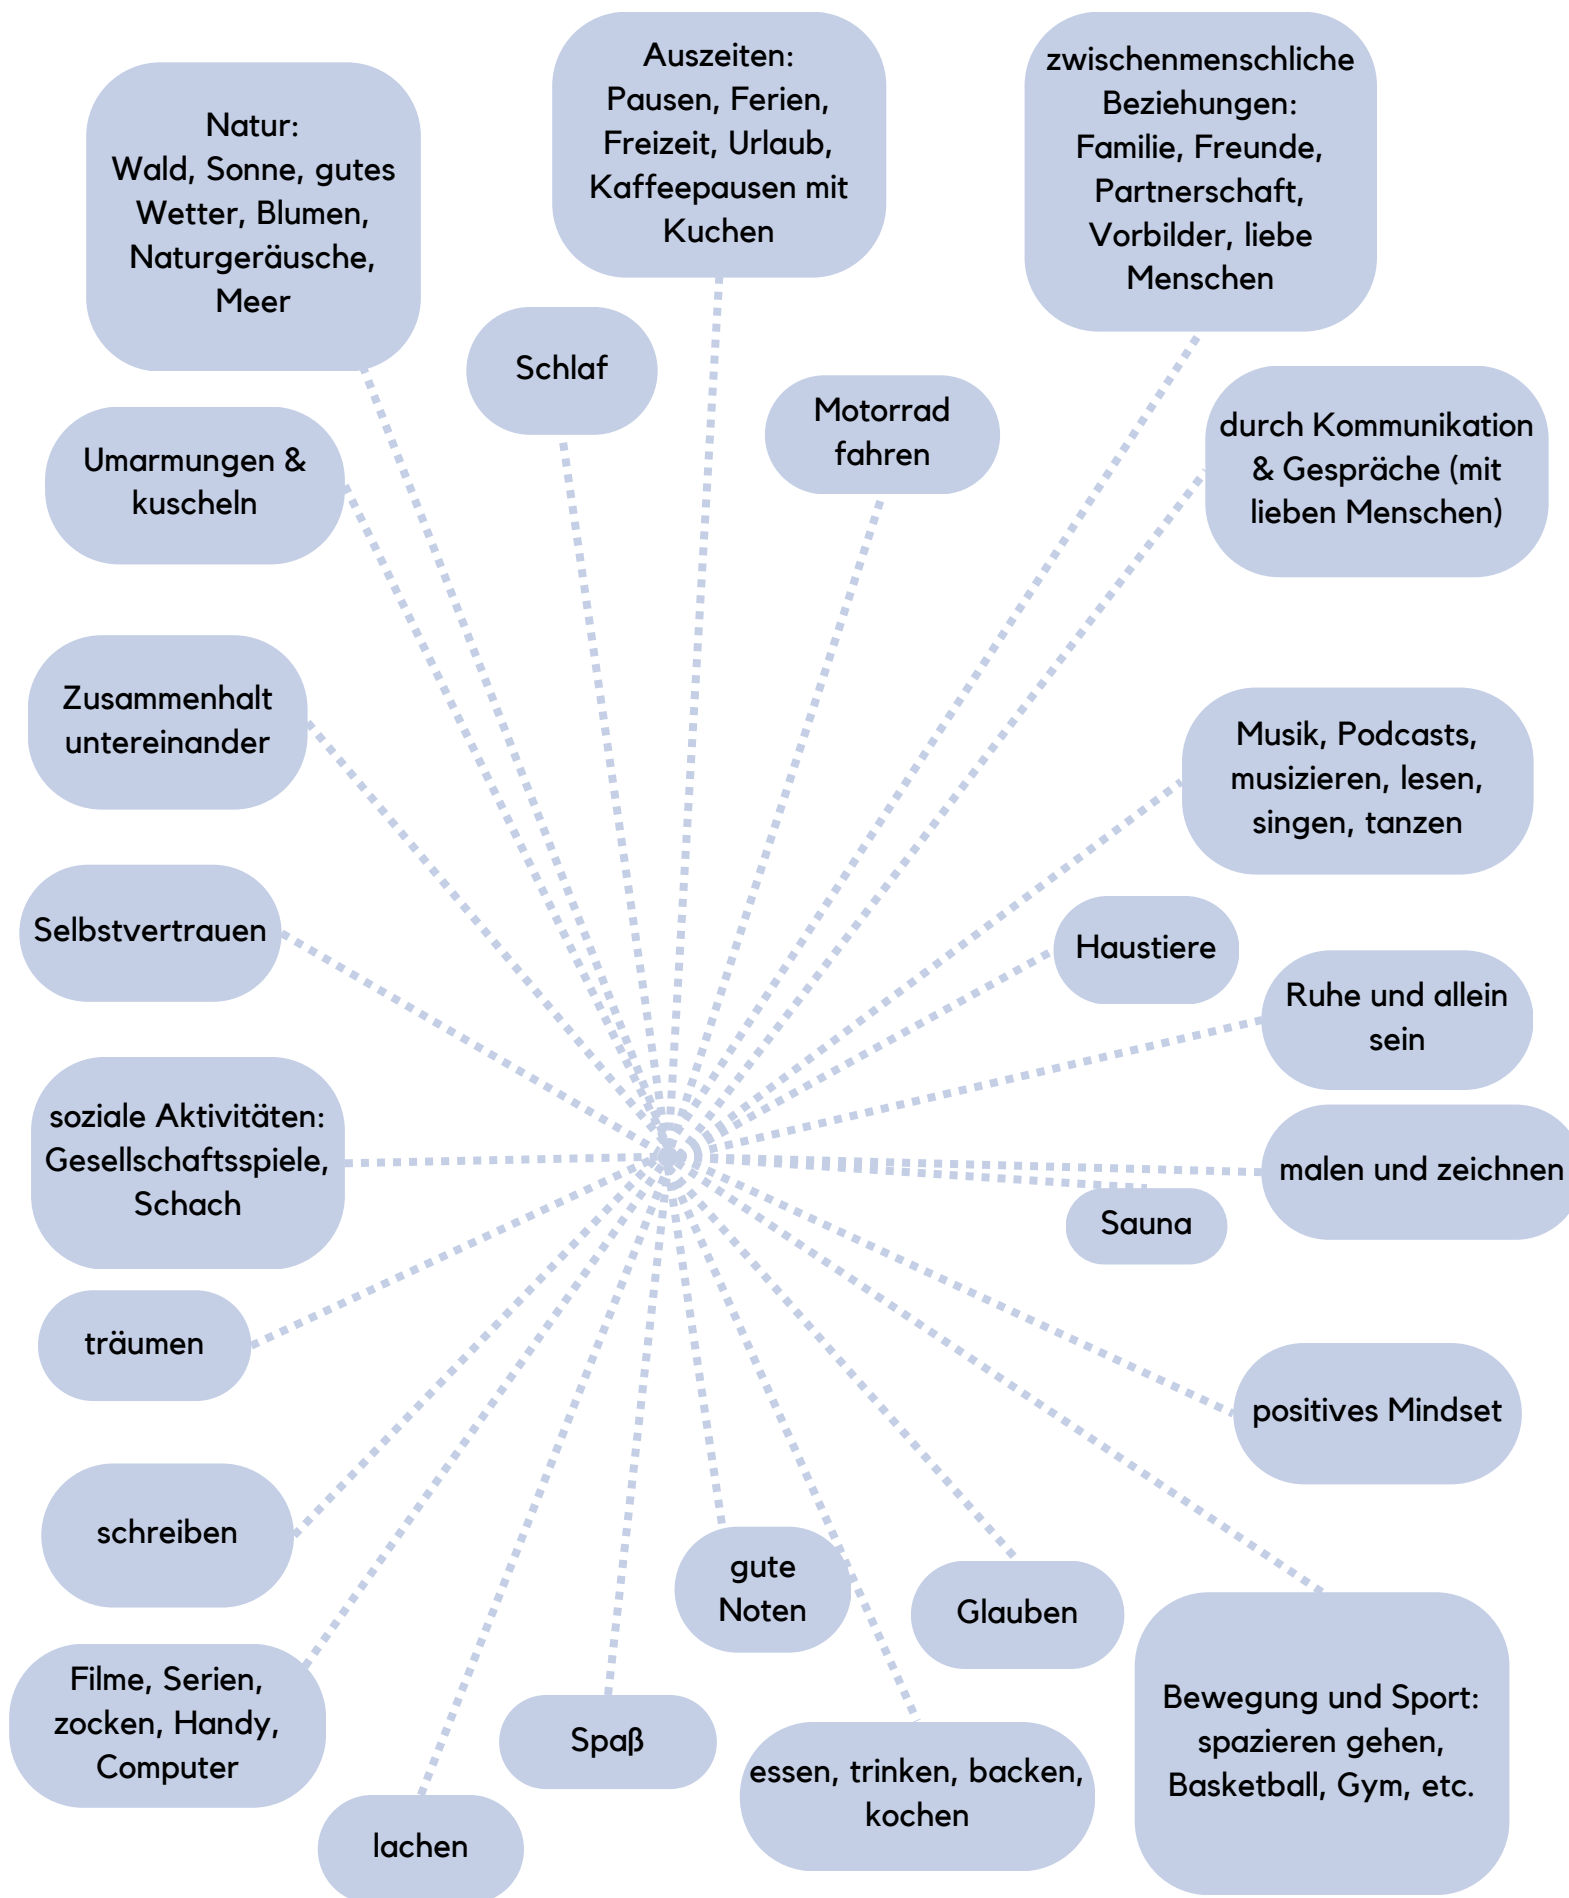 Auszeiten:
Pausen, Ferien,
Freizeit, Urlaub,
Kaffeepausen mit
Kuchen
zwischenmenschliche
Beziehungen:
Familie, Freunde,
Partnerschaft,
Vorbilder, liebe
Menschen
Natur:
Wald, Sonne, gutes
Wetter, Blumen,
Naturgeräusche,
Meer
Schlaf
Motorrad
fahren
durch Kommunikation
& Gespräche (mit
lieben Menschen)
Umarmungen &
kuscheln
Zusammenhalt
untereinander
Musik, Podcasts,
musizieren, lesen,
singen, tanzen
Selbstvertrauen
Haustiere
Ruhe und allein
sein
soziale Aktivitäten:
Gesellschaftsspiele,
Schach
malen und zeichnen
Sauna
träumen
positives Mindset
schreiben
gute
Noten
Glauben
Filme, Serien,
zocken, Handy,
Computer
Spaß
essen, trinken, backen,
kochen
Bewegung und Sport:
spazieren gehen,
Basketball, Gym, etc.
lachen